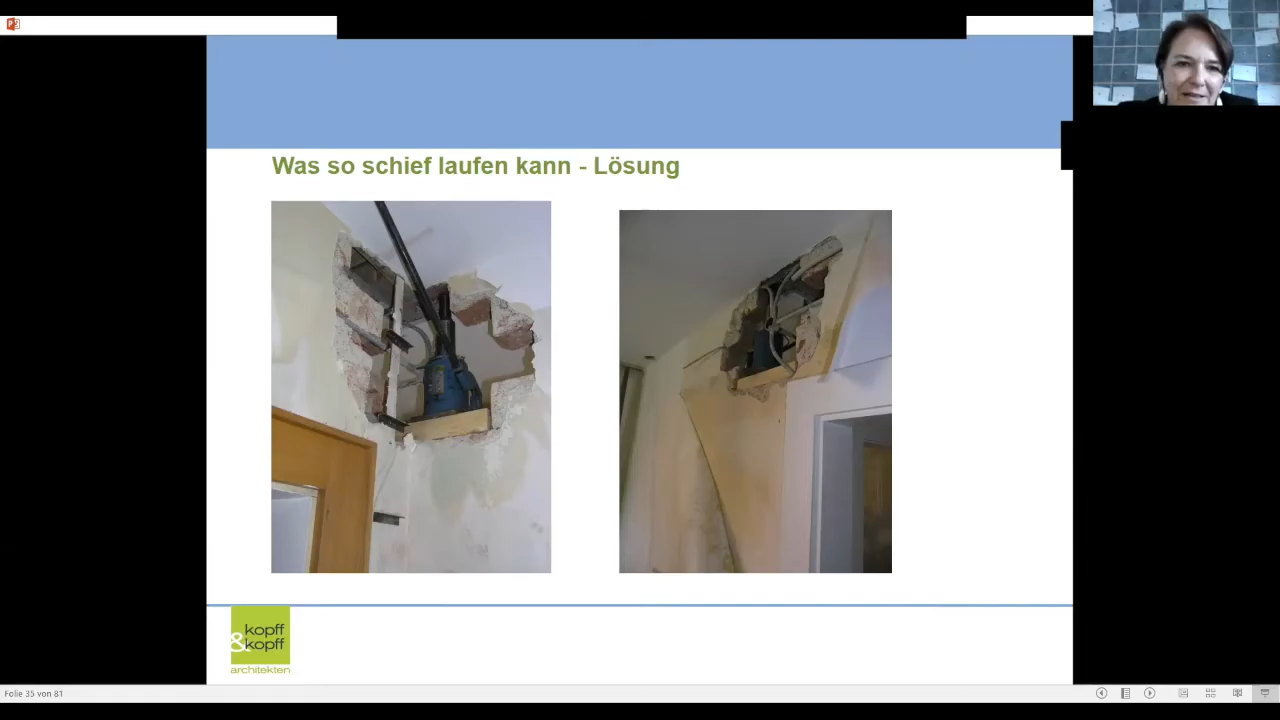 Was so schief laufen kann - Lösung
kopff
&kopff
architekten
Folie 35 von 81